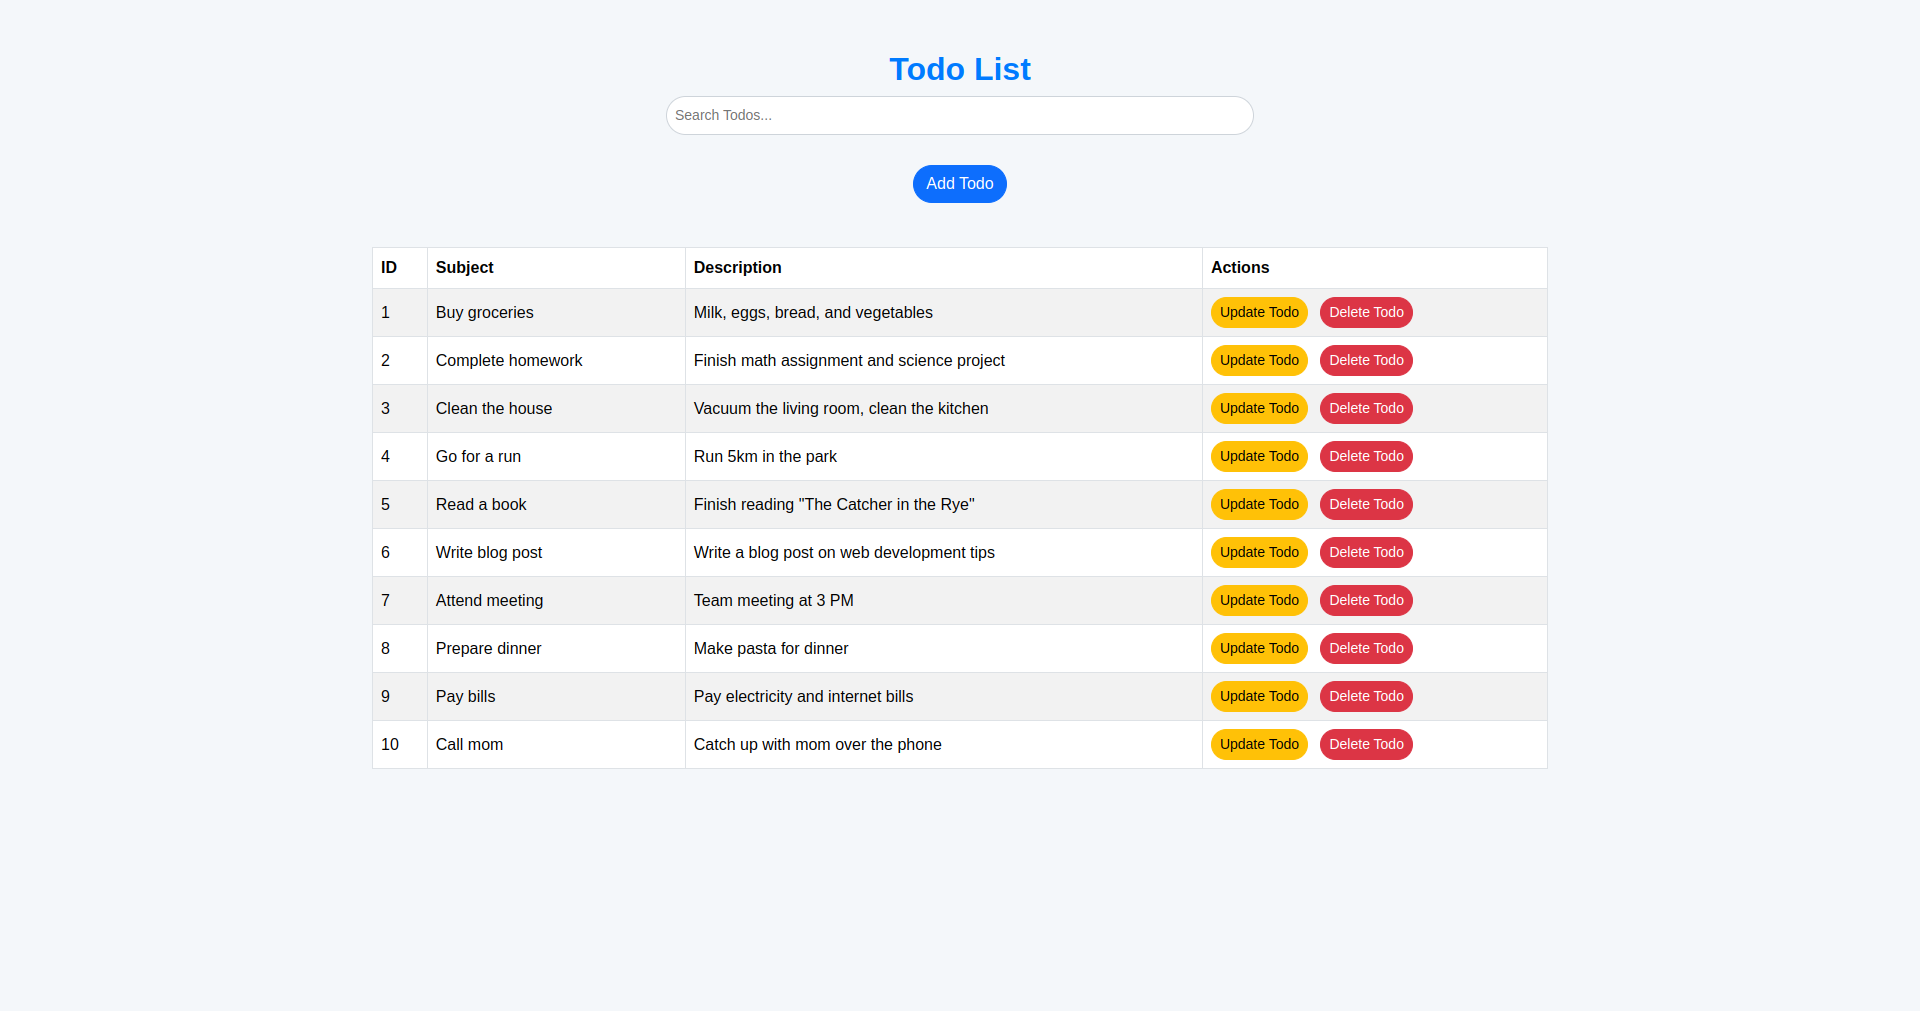 Todo List
Search Todos...
Add Todo
ID Subject Description Actions
1 Buy groceries Milk, eggs, bread, and vegetables Update Todo Delete Todo
2 Complete homework Finish math assignment and science project Update Todo Delete Todo
3 Clean the house Vacuum the living room, clean the kitchen Update Todo Delete Todo
4 Go for a run Run 5km in the park Update Todo Delete Todo
5 Read a book Finish reading "The Catcher in the Rye" Update Todo Delete Todo
6 Write blog post Write a blog post on web development tips Update Todo Delete Todo
7 Attend meeting Team meeting at 3 PM Update Todo Delete Todo
8 Prepare dinner Make pasta for dinner Update Todo Delete Todo
9 Pay bills Pay electricity and internet bills Update Todo Delete Todo
10 Call mom Catch up with mom over the phone Update Todo Delete Todo